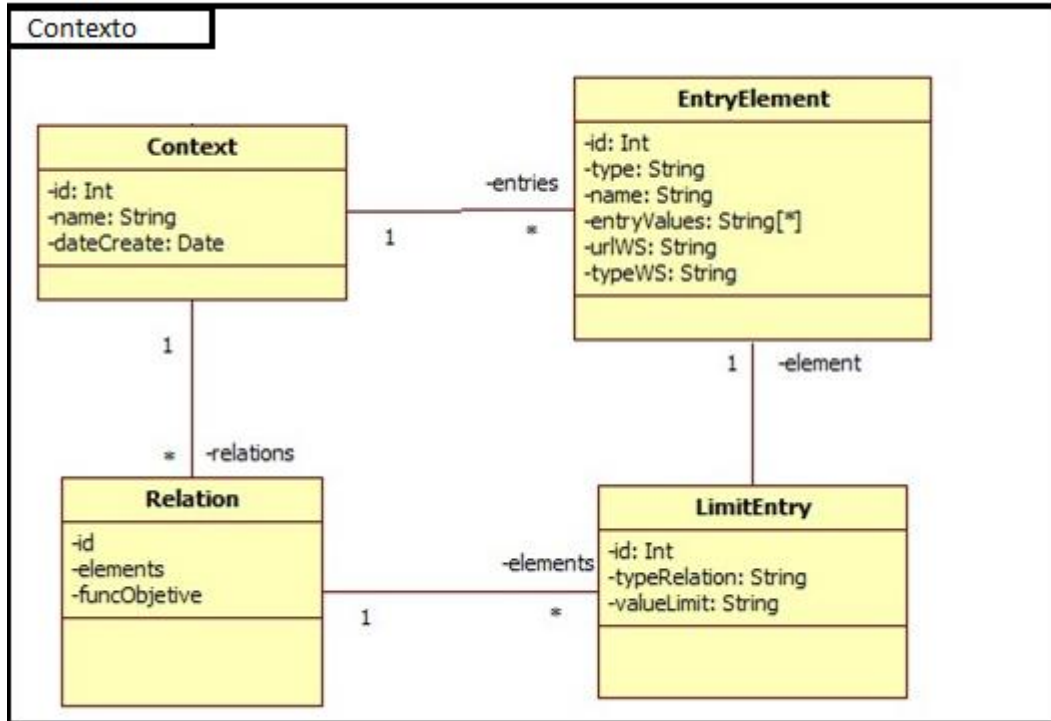 Contexto
Context
-id: Int
-name: String
-dateCreate: Date
-entries
1
*
EntryElement
-id: Int
-type: String
-name: String
-entryValues: String[*]
-urlWS: String
-typeWS: String
1
* -relations
1 -element
Relation
-id
-elements
-funcObjetive
-elements
1
*
LimitEntry
-id: Int
-typeRelation: String
-valueLimit: String